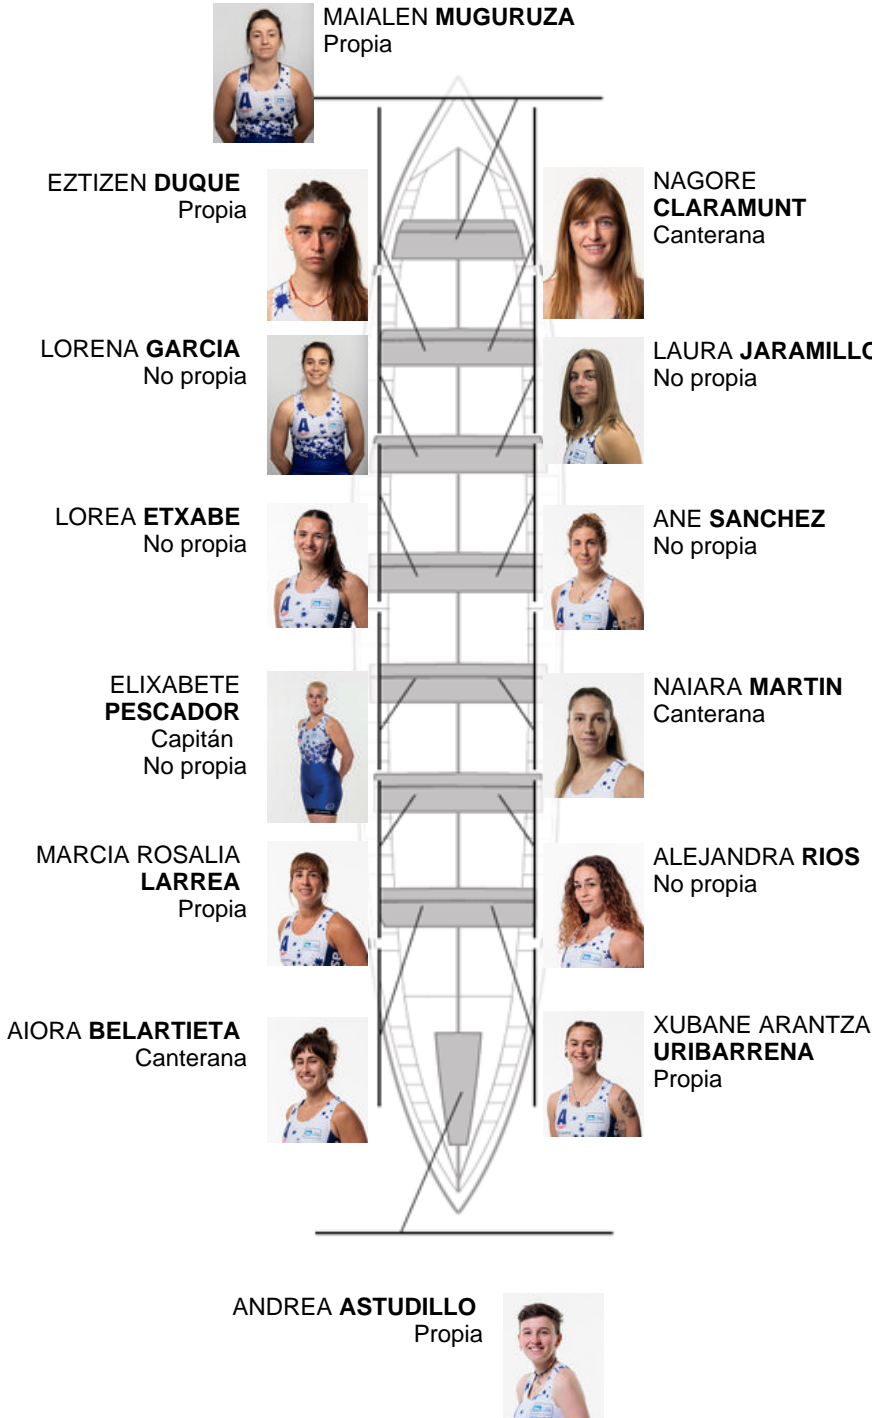 MAIALEN MUGURUZA
Propia
EZTIZEN DUQUE
Propia
NAGORE
CLARAMUNT
Canterana
LORENA GARCIA
No propia
LAURA JARAMILLO
No propia
LOREA ETXABE
No propia
ANE SANCHEZ
No propia
ELIXABETE
PESCADOR
Capitán
No propia
NAIARA MARTIN
Canterana
MARCIA ROSALIA
LARREA
Propia
ALEJANDRA RIOS
No propia
AIORA BELARTIETA
Canterana
XUBANE ARANTZA
URIBARRENA
Propia
ANDREA ASTUDILLO
Propia